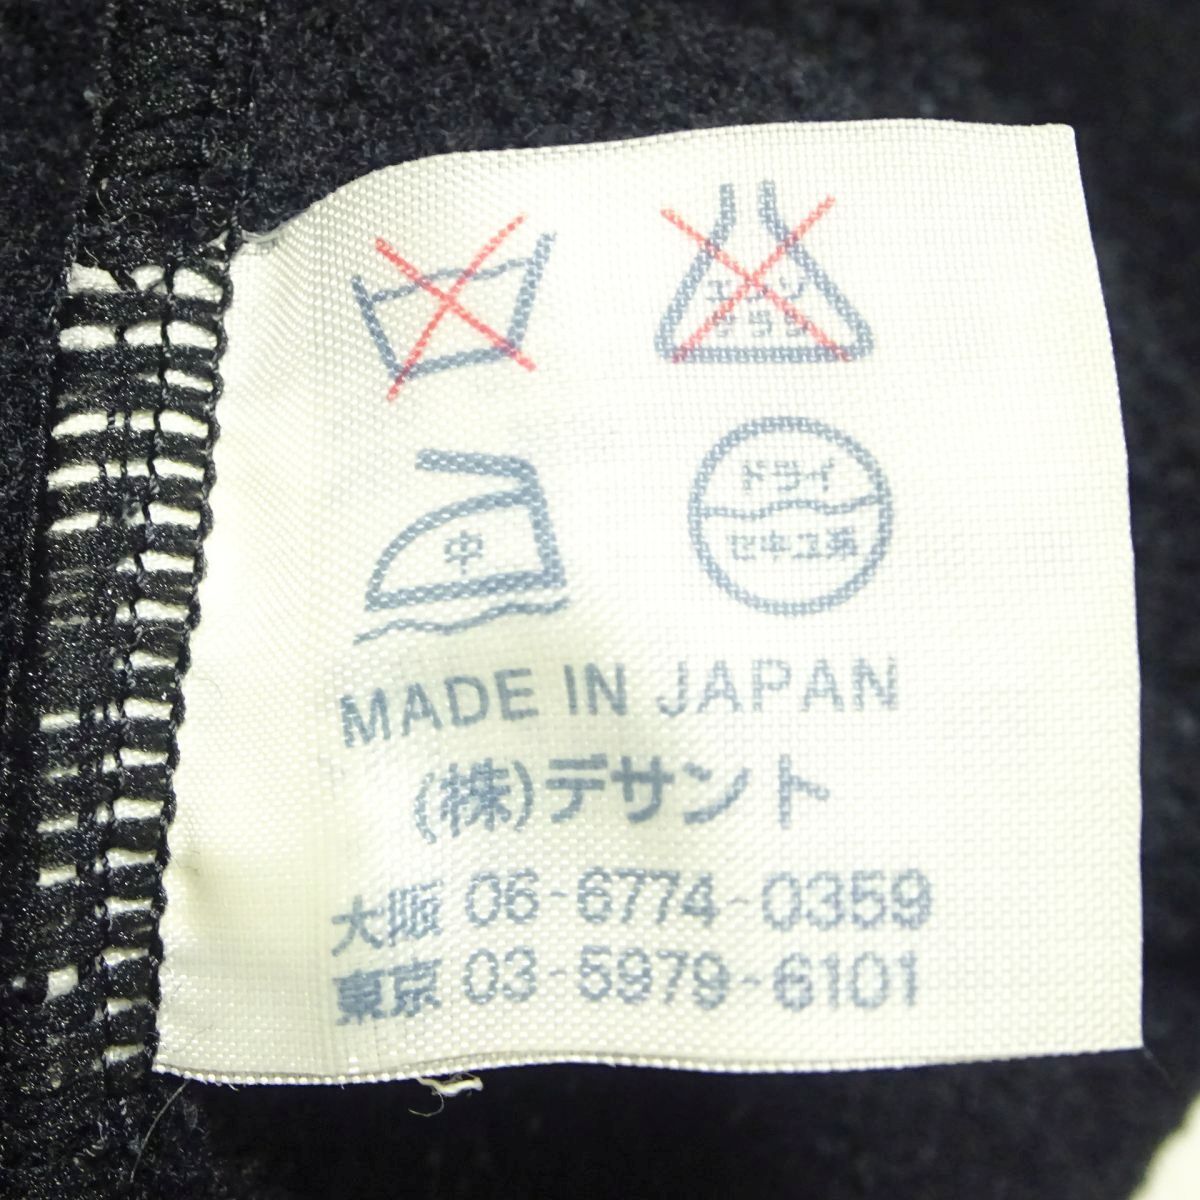 エンソ
サラシ
中
ドライ
セキユ系
MADE IN JAPAN
(株)デサント
大阪 06-6774-0359
東京 03-5979-6101